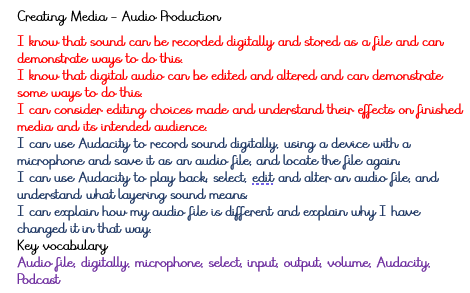 Creating Media – Audio Production
I know that sound can be recorded digitally and stored as a file and can
demonstrate ways to do this.
I know that digital audio can be edited and altered and can demonstrate
some ways to do this.
I can consider editing choices made and understand their effects on finished
media and its intended audience.
I can use Audacity to record sound digitally, using a device with a
microphone and save it as an audio file, and locate the file again.
I can use Audacity to play back, select, edit and alter an audio file, and
understand what layering sound means.
I can explain how my audio file is different and explain why I have
changed it in that way.
Key vocabulary
Audio file, digitally, microphone, select, input, output, volume, Audacity,
Podcast